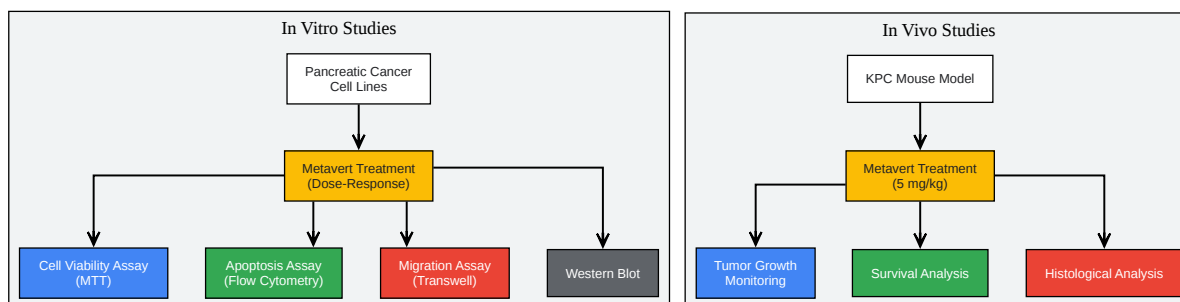 In Vitro Studies
Pancreatic Cancer
Cell Lines
Metavert Treatment
(Dose-Response)
Cell Viability Assay
(MTT)
Apoptosis Assay
(Flow Cytometry)
Migration Assay
(Transwell)
Western Blot
In Vivo Studies
KPC Mouse Model
Metavert Treatment
(5 mg/kg)
Tumor Growth
Monitoring
Survival Analysis
Histological Analysis